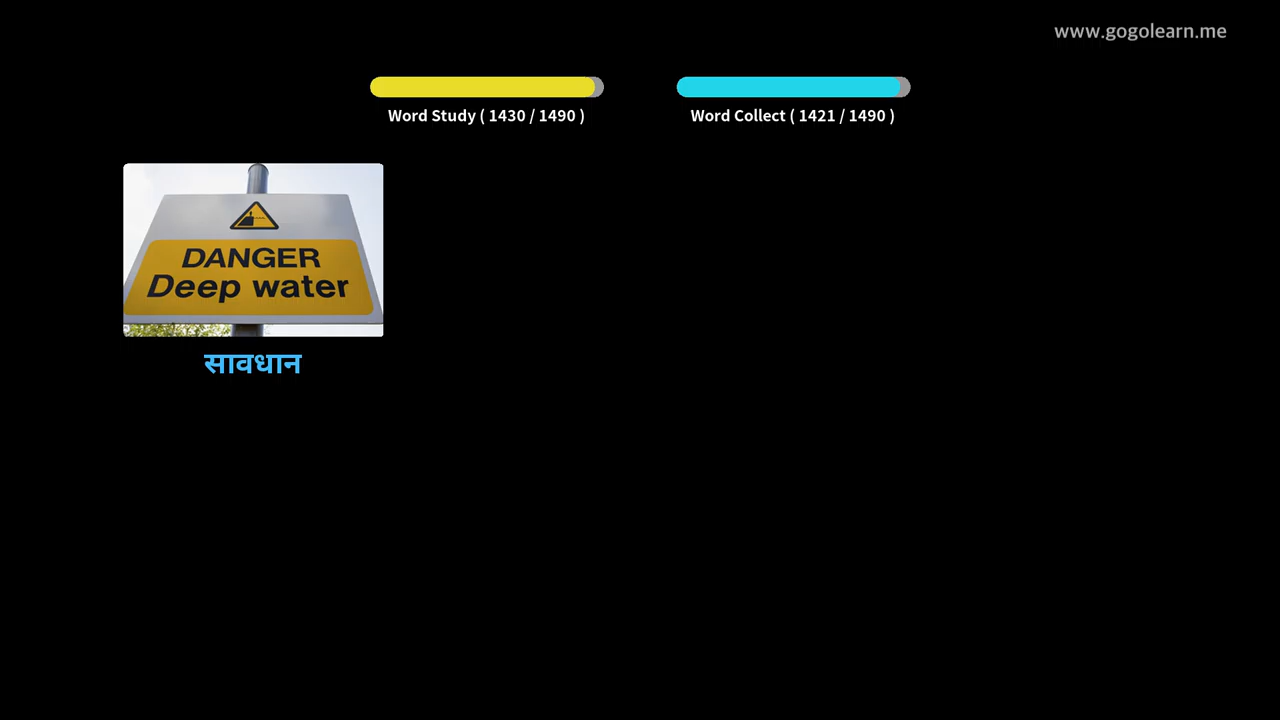 www.gogolearn.me
Word Study ( 1430 / 1490 )
Word Collect ( 1421 / 1490 )
DANGER
Deep water
सावधान